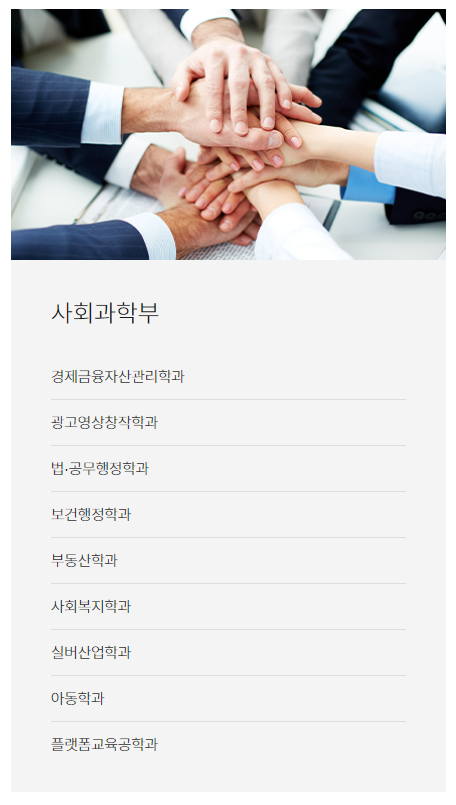 사회과학부
경제금융자산관리학과
광고영상창작학과
법·공무행정학과
보건행정학과
부동산학과
사회복지학과
실버산업학과
아동학과
플랫폼교육공학과